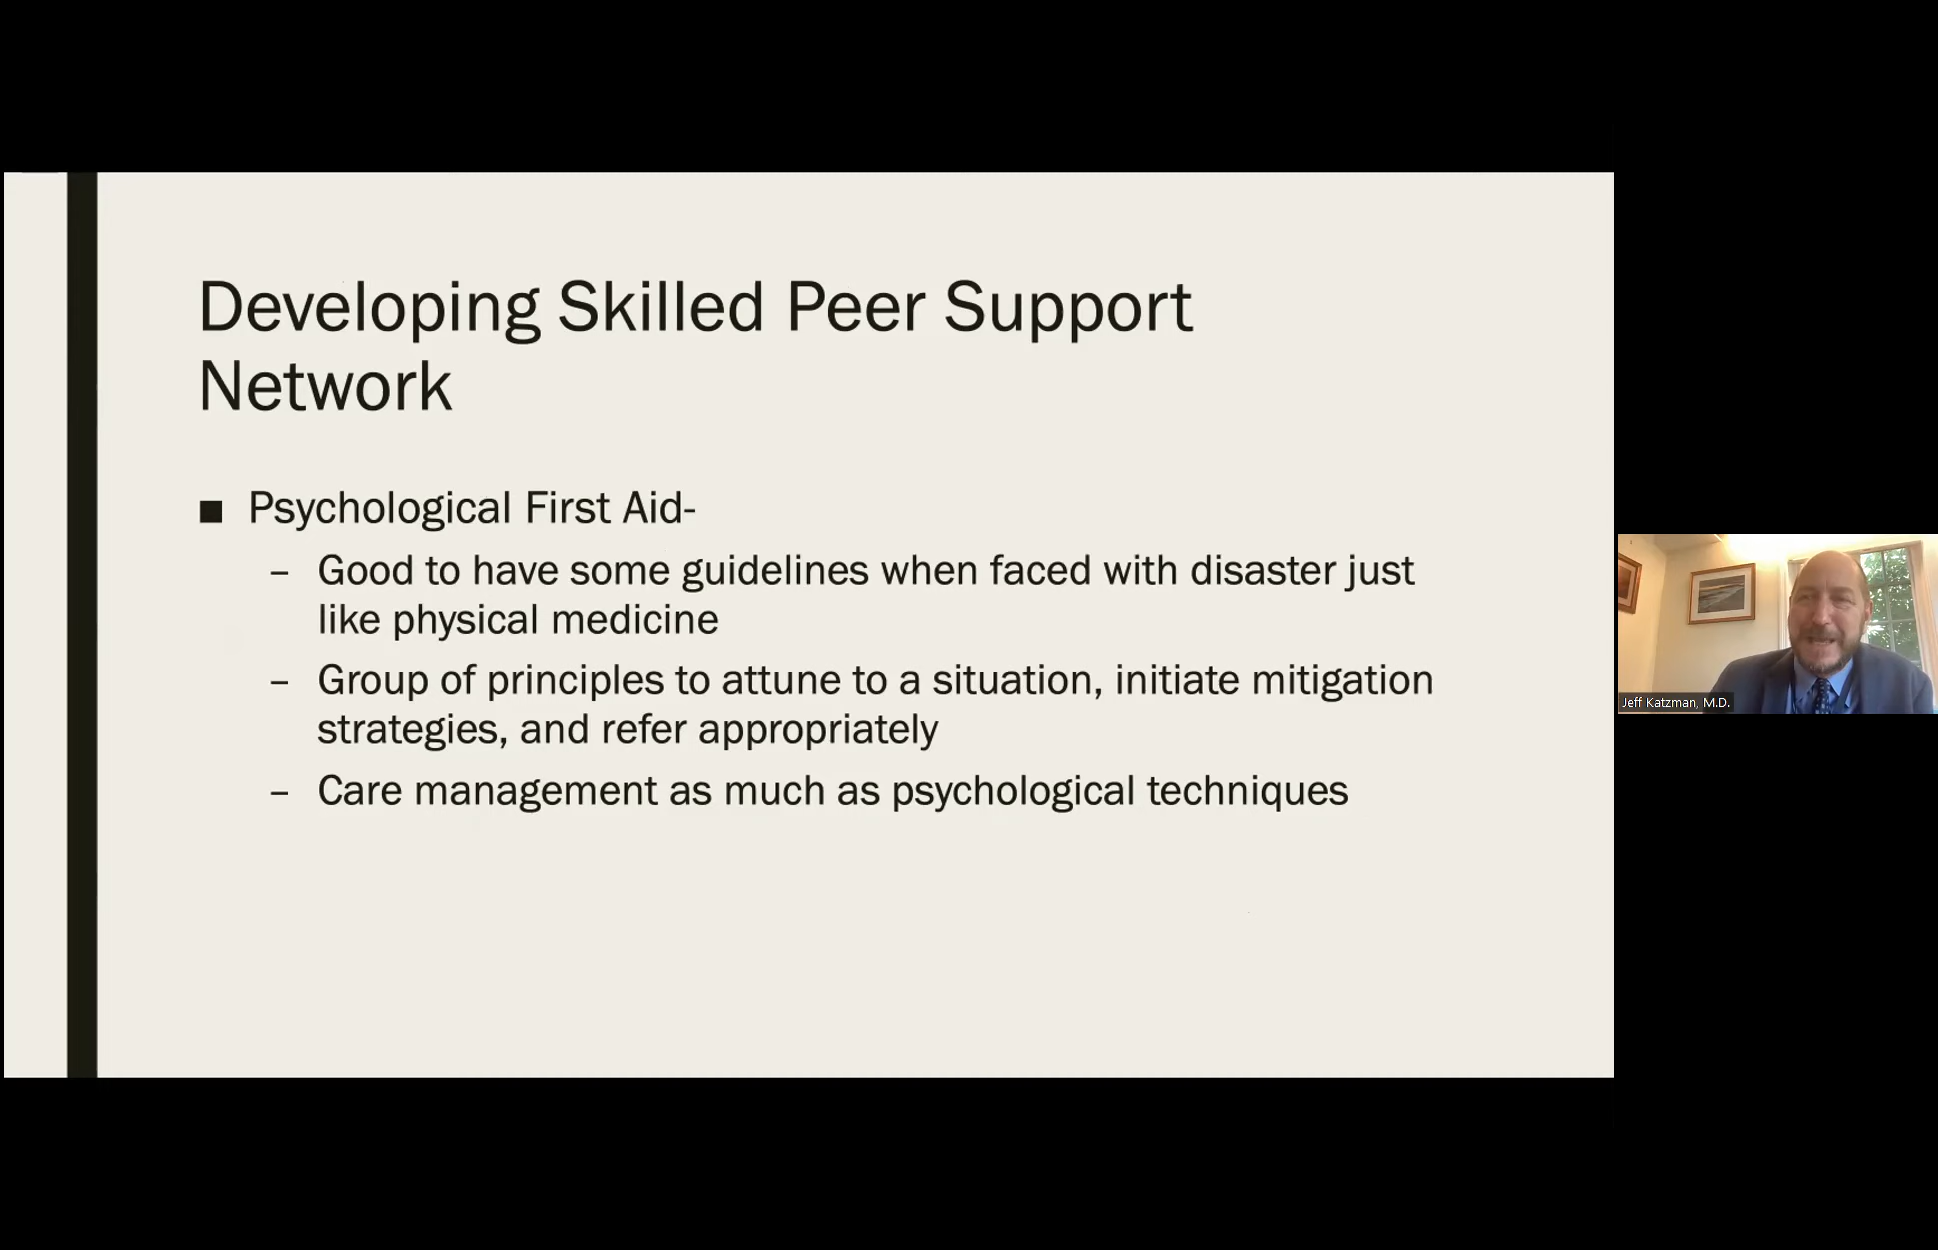 Developing Skilled Peer Support
Network
■ Psychological First Aid-
– Good to have some guidelines when faced with disaster just
like physical medicine
– Group of principles to attune to a situation, initiate mitigation
strategies, and refer appropriately
– Care management as much as psychological techniques
Jeff Katzman, M.D.